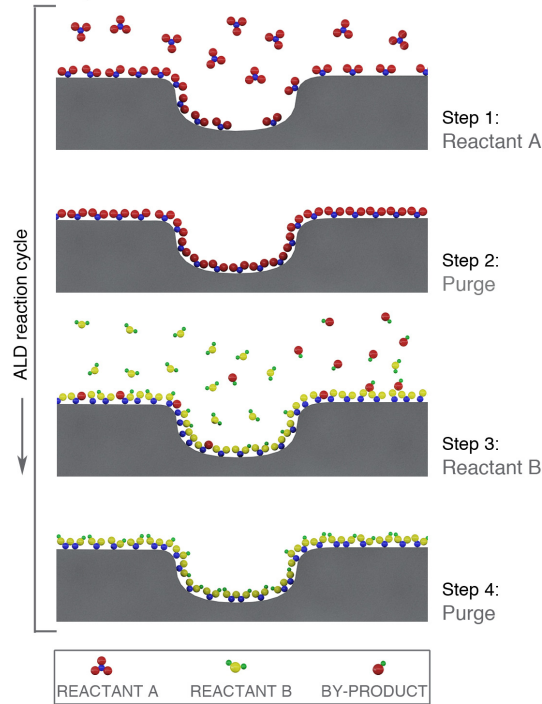 ALD reaction cycle
Step 1:
Reactant A
Step 2:
Purge
Step 3:
Reactant B
Step 4:
Purge
REACTANT A
REACTANT B
BY-PRODUCT